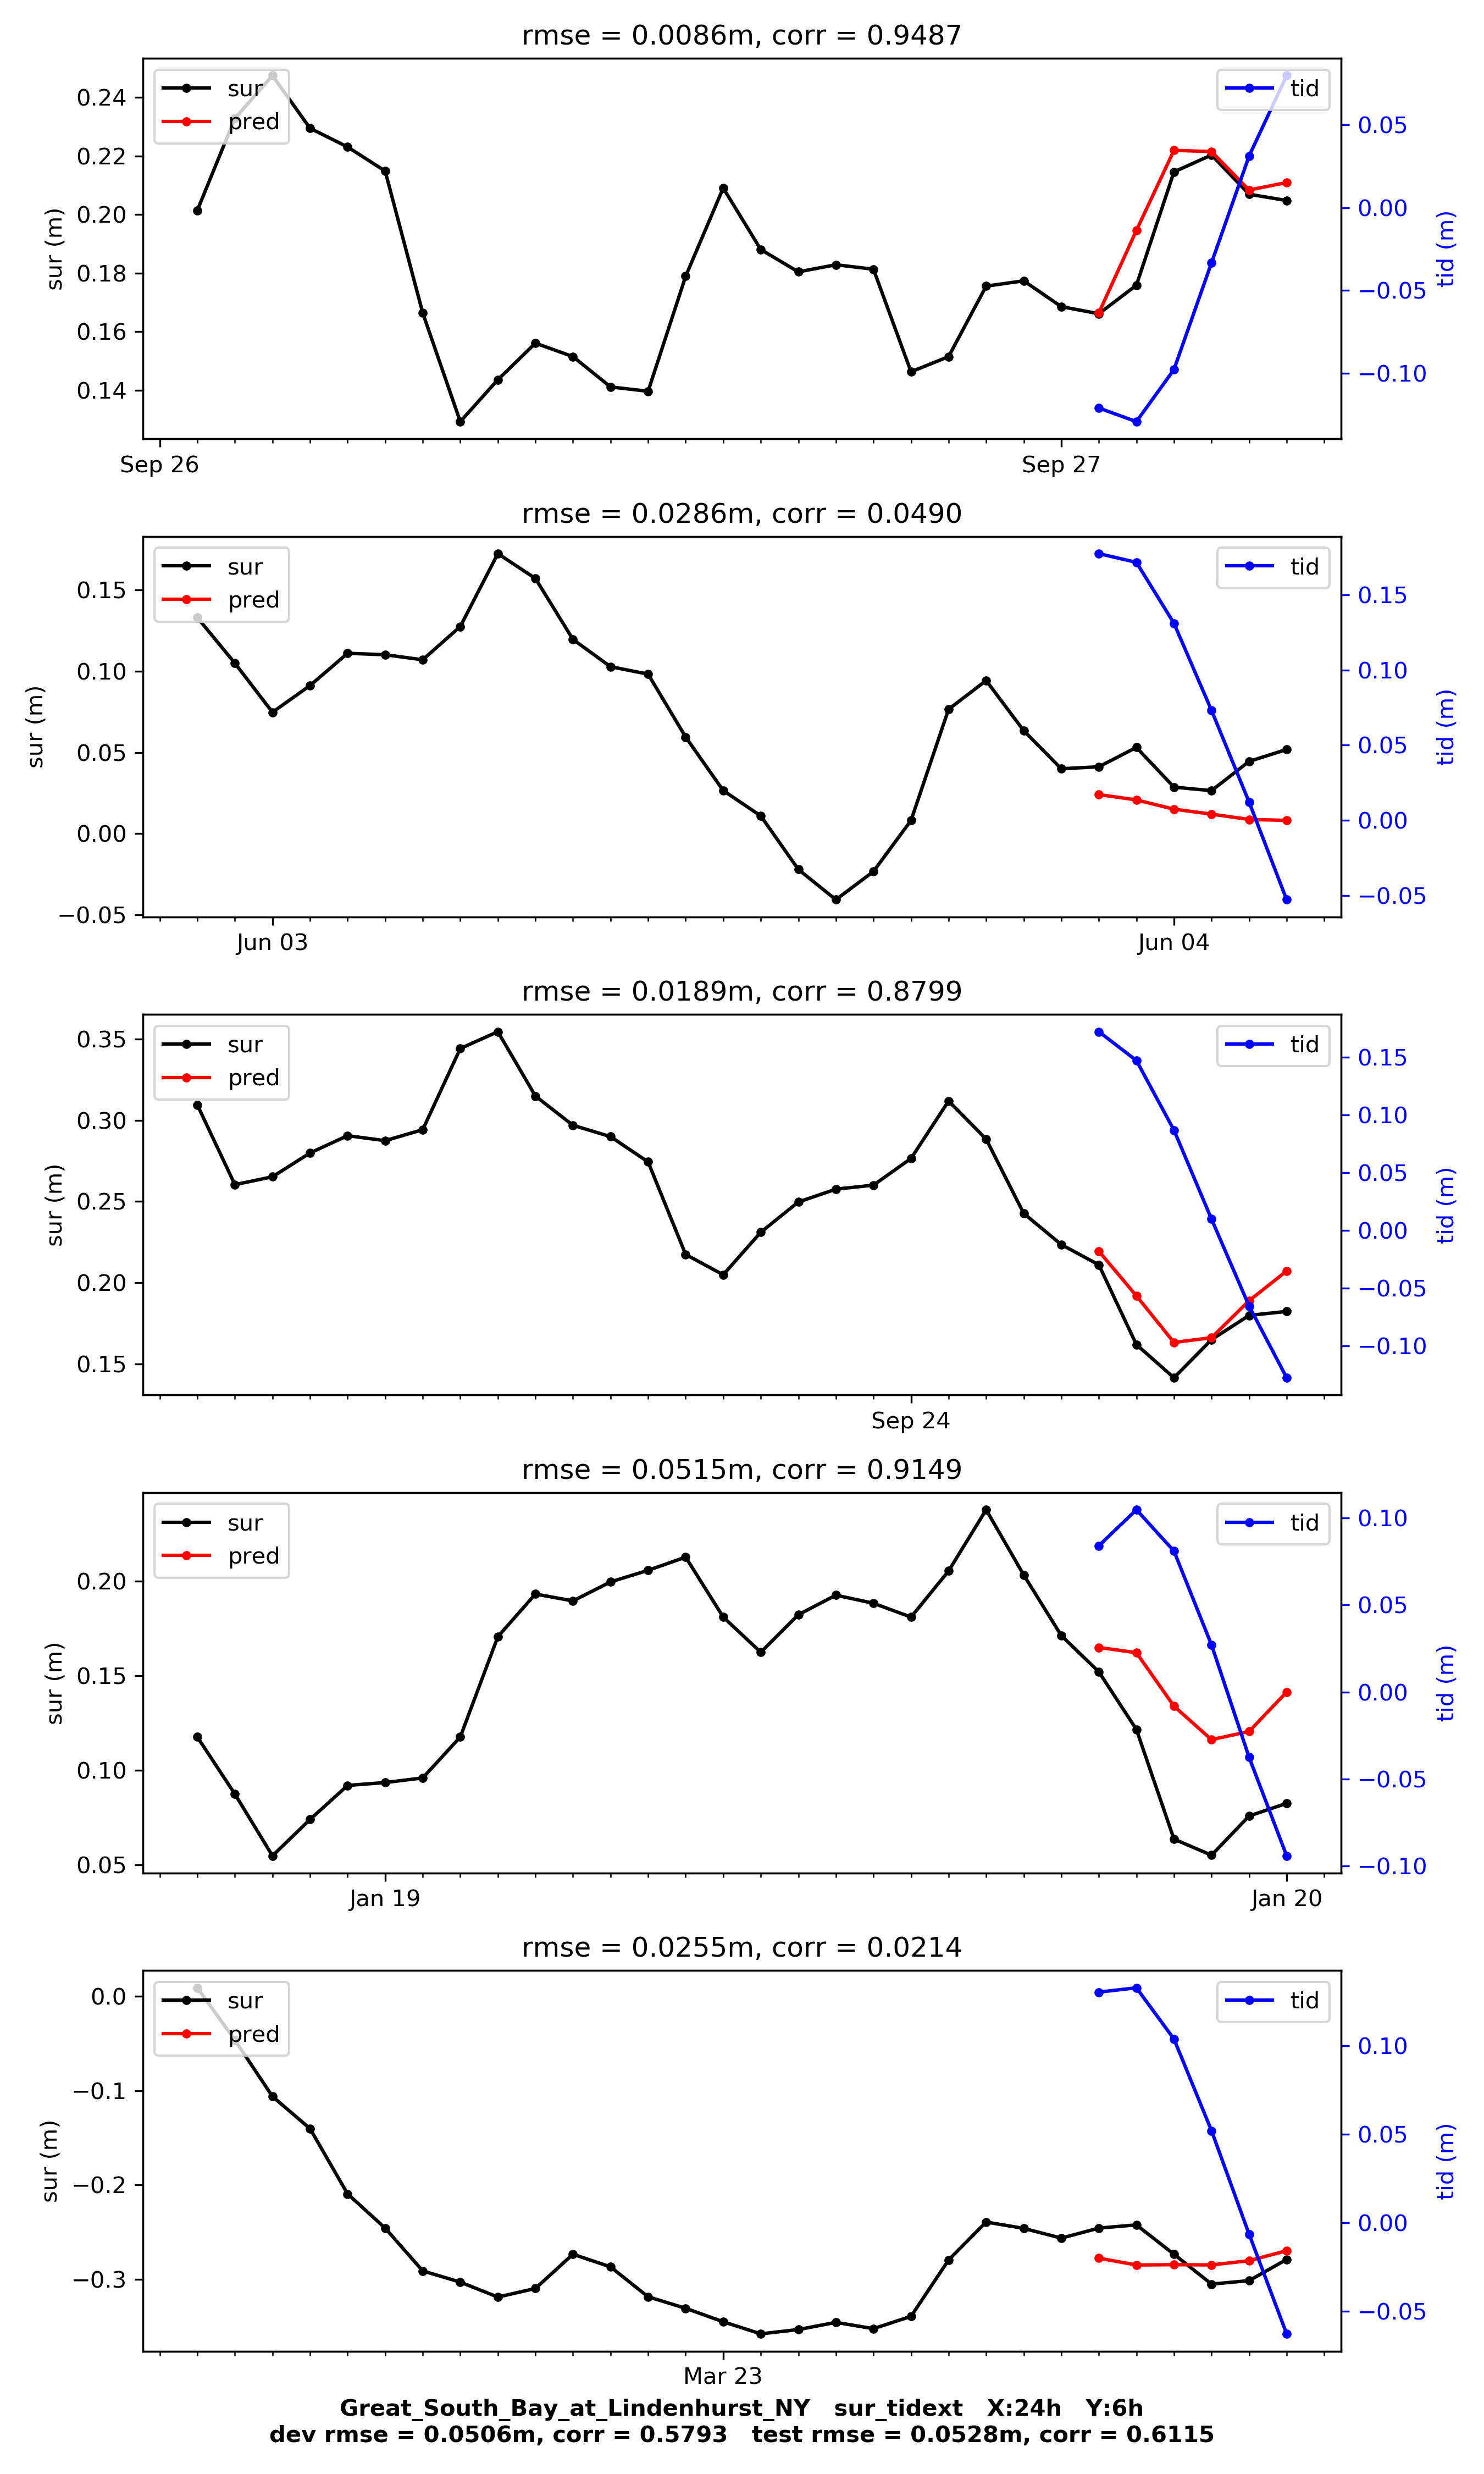 rmse = 0.0086m, corr = 0.9487
sur
pred
tid
0.24
0.22
0.20
0.18
0.16
0.14
sur (m)
0.05
0.00
−0.05
−0.10
tid (m)
Sep 26
Sep 27
rmse = 0.0286m, corr = 0.0490
sur
pred
tid
0.15
0.10
0.05
0.00
−0.05
sur (m)
0.15
0.10
0.05
0.00
−0.05
tid (m)
Jun 03
Jun 04
rmse = 0.0189m, corr = 0.8799
sur
pred
tid
0.35
0.30
0.25
0.20
0.15
sur (m)
0.15
0.10
0.05
0.00
−0.05
−0.10
tid (m)
Sep 24
rmse = 0.0515m, corr = 0.9149
sur
pred
tid
0.20
0.15
0.10
0.05
sur (m)
0.10
0.05
0.00
−0.05
−0.10
tid (m)
Jan 19
Jan 20
rmse = 0.0255m, corr = 0.0214
sur
pred
tid
0.0
−0.1
−0.2
−0.3
sur (m)
0.10
0.05
0.00
−0.05
tid (m)
Mar 23
Great_South_Bay_at_Lindenhurst_NY sur_tidext X:24h Y:6h
dev rmse = 0.0506m, corr = 0.5793 test rmse = 0.0528m, corr = 0.6115